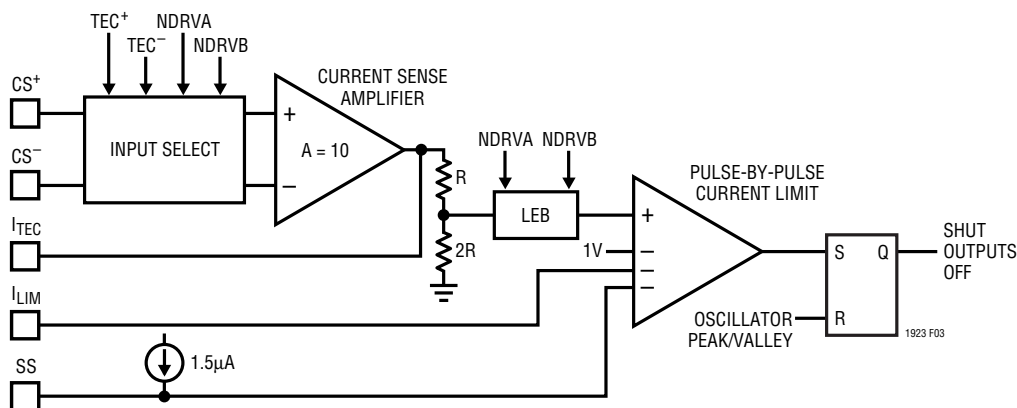 TEC+
NDRVA
TEC−
NDRVB
CS+
CS−
INPUT SELECT
CURRENT SENSE
AMPLIFIER
+
A = 10
−
R
2R
NDRVA
NDRVB
LEB
PULSE-BY-PULSE
CURRENT LIMIT
+
1V
−
−
−
S
Q
R
SHUT
OUTPUTS
OFF
OSCILLATOR
PEAK/VALLEY
1923 F03
ITEC
ILIM
SS
1.5µA